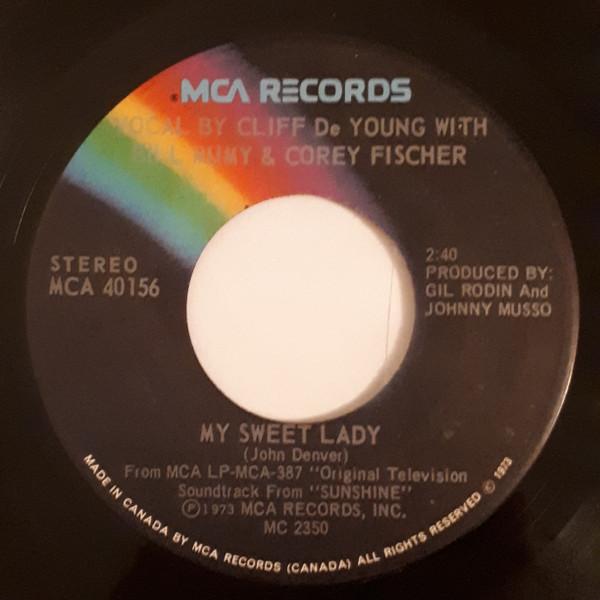 MCA RECORDS
VOCAL BY CLIFF De YOUNG WITH
BILL MUMY & COREY FISCHER
STEREO
MCA 40156
2:40
PRODUCED BY:
GIL RODIN And
JOHNNY MUSSO
MY SWEET LADY
(John Denver)
From MCA LP-MCA-387 "Original Television
Soundtrack From "SUNSHINE"
Ⓟ1973 MCA RECORDS, INC.
MC 2350
MADE IN CANADA BY MCA RECORDS (CANADA) ALL RIGHTS RESERVED © 1973